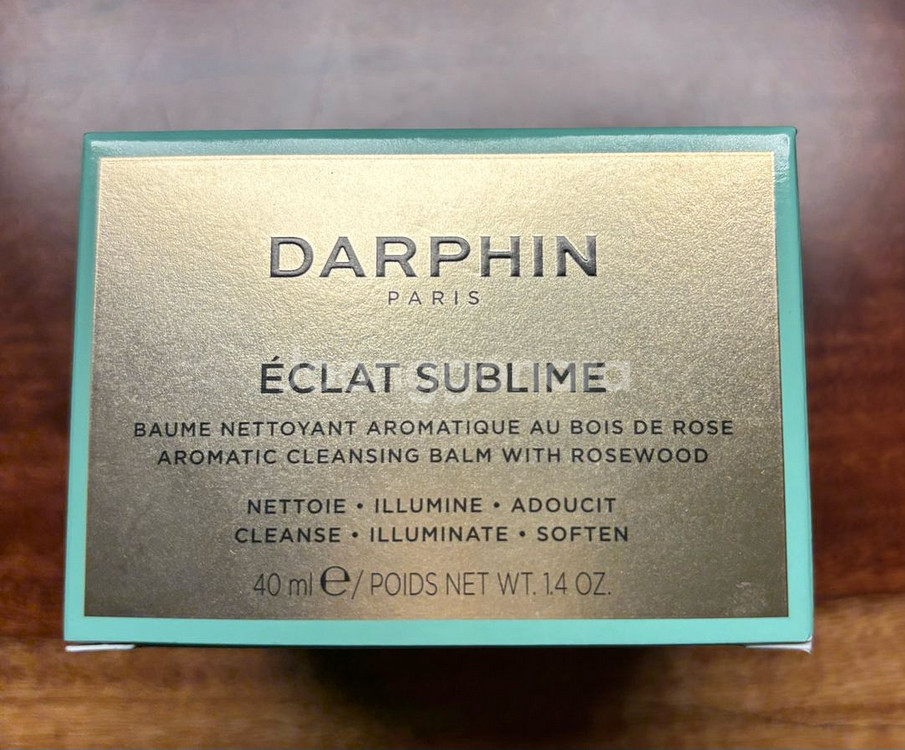 DARPHIN
PARIS
ÉCLAT SUBLIME
BAUME NETTOYANT AROMATIQUE AU BOIS DE ROSE
AROMATIC CLEANSING BALM WITH ROSEWOOD
NETTOIE • ILLUMINE • ADOUCIT
CLEANSE • ILLUMINATE • SOFTEN
40 ml ℮/ POIDS NET WT. 1.4 OZ.